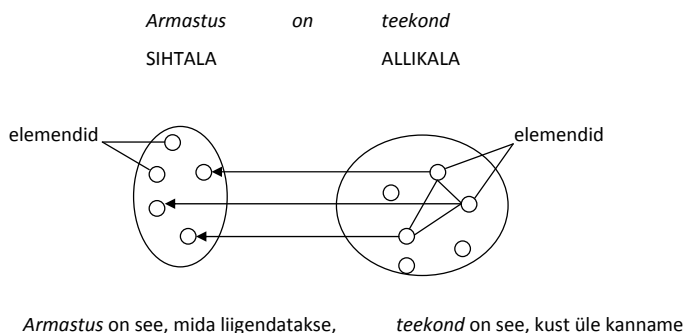 Armastus on teekond
SIHTALA ALLIKALA
elemendid elemendid
Armastus on see, mida liigendatakse, teekond on see, kust üle kanname